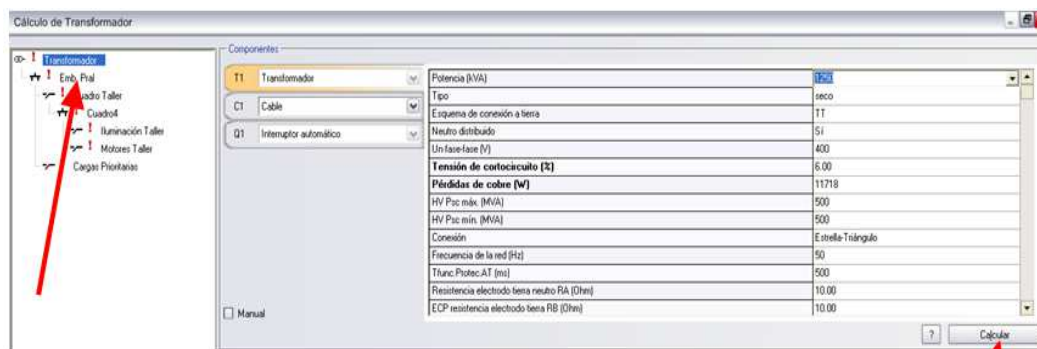 Cálculo de Transformador
Transformador
Emb. Pral
Cuadro4
Iluminación Taller
Motores Taller
Cargas Prioritarias
Componentes
T1 Transformador
C1 Cable
Q1 Interruptor automático
Manual
Potencia (kVA) 1250
Tipo seco
Esquema de conexión a tierra TT
Neutro distribuido Sí
Un fase-fase (V) 400
Tensión de cortocircuito (%) 6.00
Pérdidas de cobre (W) 11718
HV Psc máx. (MVA) 500
HV Psc mín. (MVA) 500
Conexión Estrella-Triángulo
Frecuencia de la red (Hz) 50
Tfunc.Protec.AT (ms) 500
Resistencia electrodo tierra neutro RA (Ohm) 10.00
ECP resistencia electrodo tierra RB (Ohm) 10.00
? Calcular